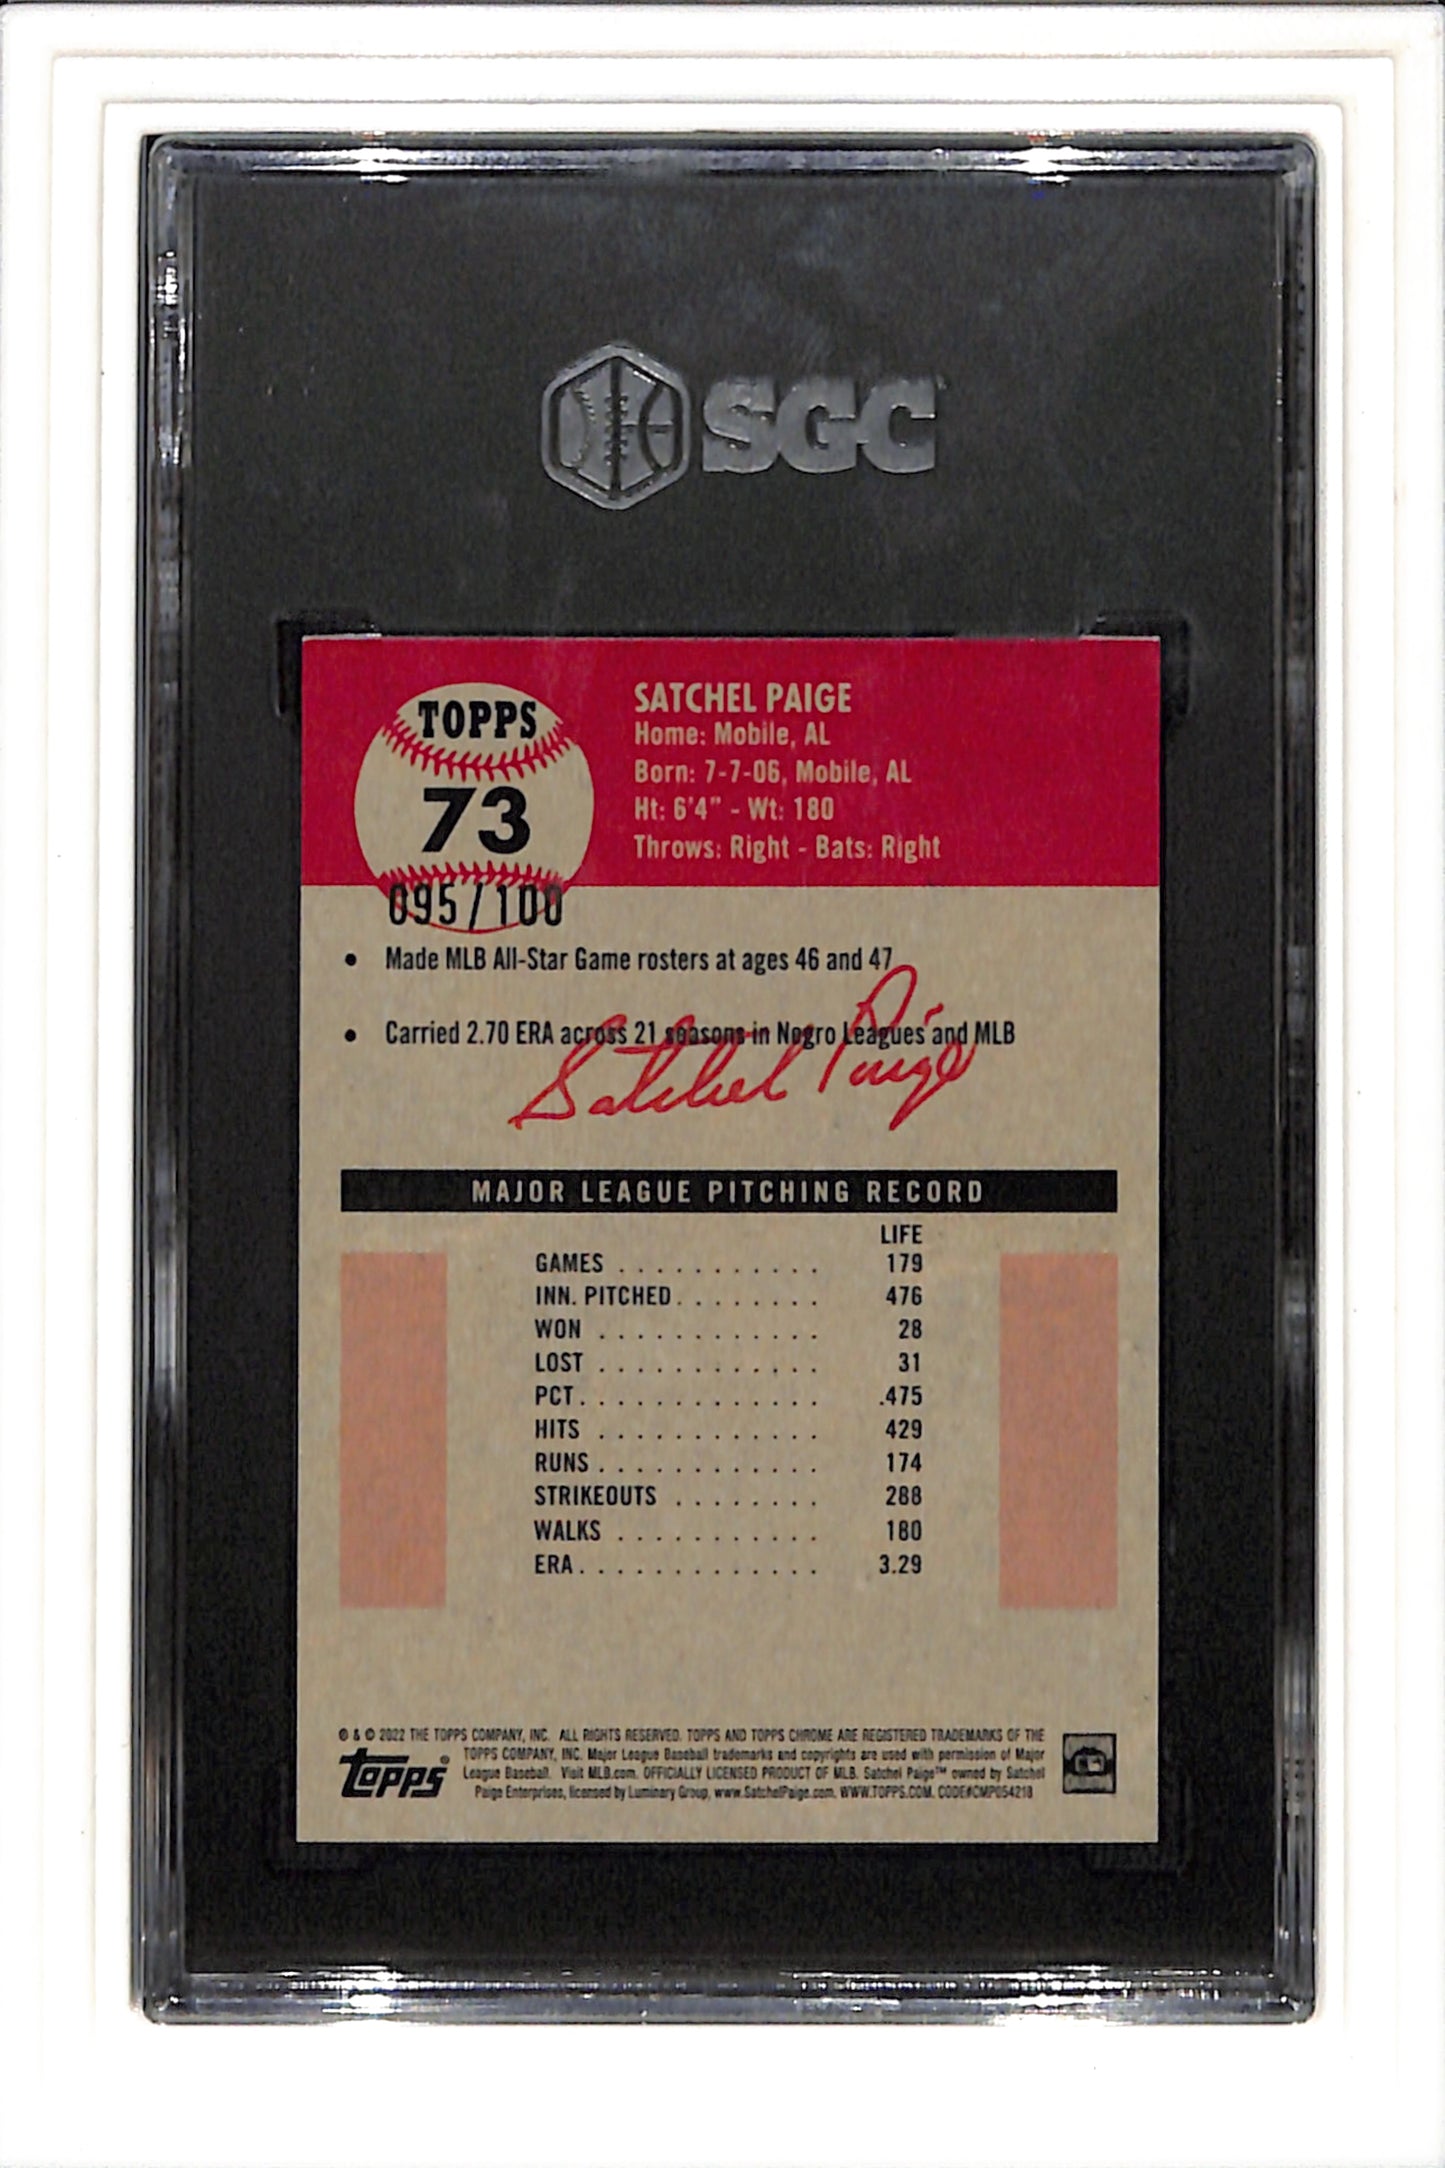 SGC
TOPPS
73
095/100
SATCHEL PAIGE
Home: Mobile, AL
Born: 7-7-06, Mobile, AL
Ht: 6'4" - Wt: 180
Throws: Right - Bats: Right
• Made MLB All-Star Game rosters at ages 46 and 47
• Carried 2.70 ERA across 21 seasons in Negro Leagues and MLB
Satchel Paige
MAJOR LEAGUE PITCHING RECORD
LIFE
GAMES . . . . . . . . . . . 179
INN. PITCHED. . . . . . . . 476
WON . . . . . . . . . . . . 28
LOST . . . . . . . . . . . . 31
PCT. . . . . . . . . . . . . .475
HITS . . . . . . . . . . . . 429
RUNS . . . . . . . . . . . . 174
STRIKEOUTS . . . . . . . . 288
WALKS . . . . . . . . . . . 180
ERA. . . . . . . . . . . . . 3.29
® & © 2022 THE TOPPS COMPANY, INC. ALL RIGHTS RESERVED. TOPPS AND TOPPS CHROME ARE REGISTERED TRADEMARKS OF THE
TOPPS COMPANY, INC. Major League Baseball trademarks and copyrights are used with permission of Major
League Baseball. Visit MLB.com. OFFICIALLY LICENSED PRODUCT OF MLB. Satchel Paige™ owned by Satchel
Paige Enterprises, licensed by Luminary Group, www.SatchelPaige.com. WWW.TOPPS.COM. CODE#CMP054218
topps®